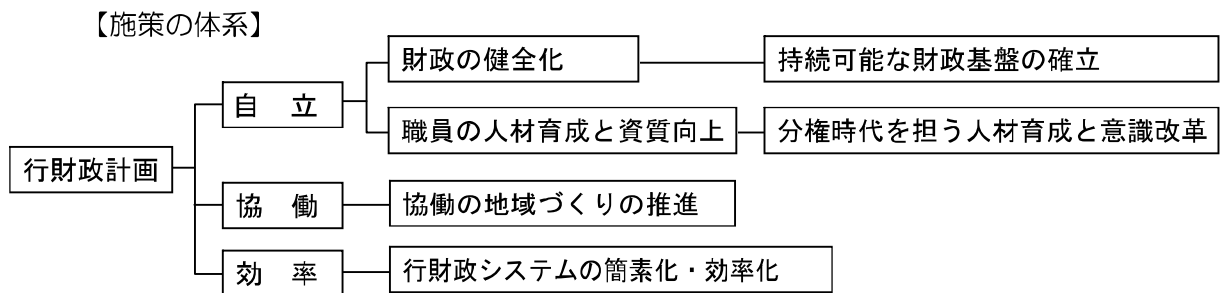 【施策の体系】
財政の健全化
持続可能な財政基盤の確立
自　立
職員の人材育成と資質向上
分権時代を担う人材育成と意識改革
行財政計画
協　働
協働の地域づくりの推進
効　率
行財政システムの簡素化・効率化